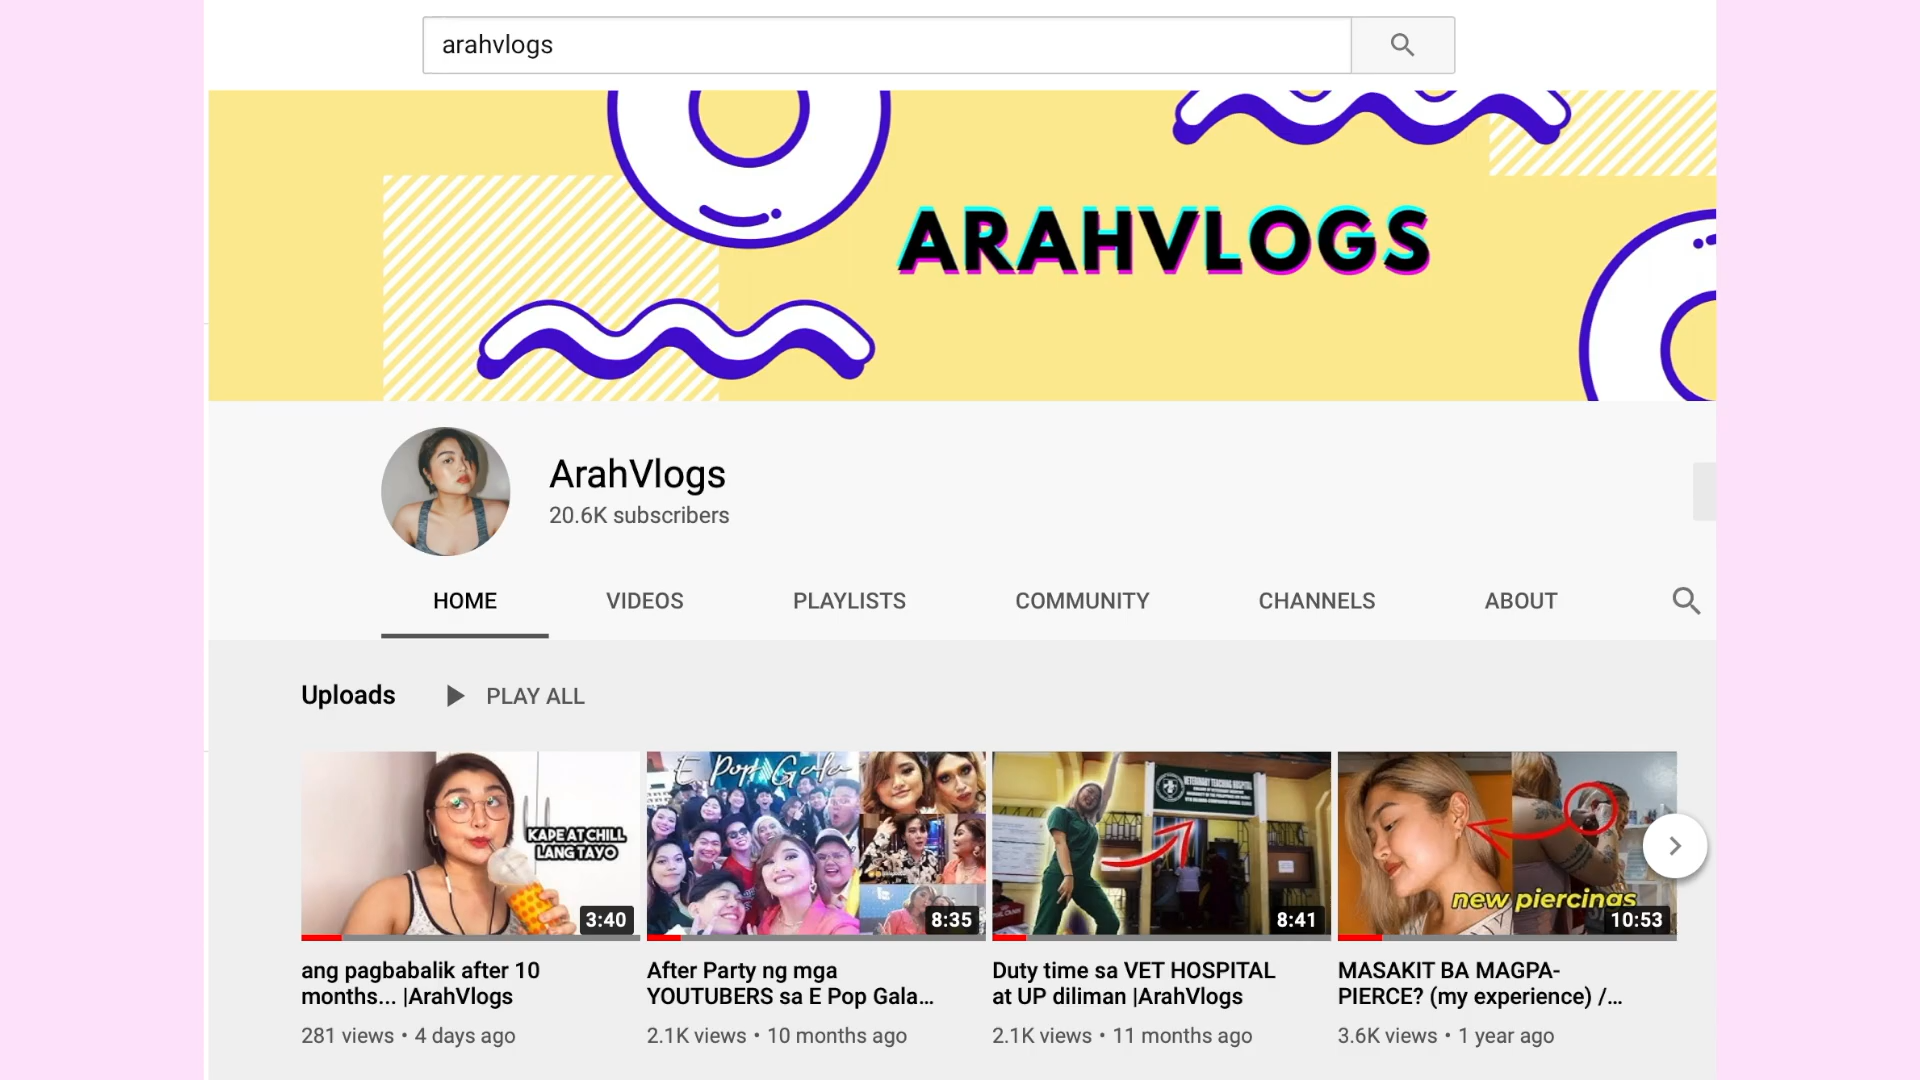 arahvlogs
ARAHVLOGS
ArahVlogs
20.6K subscribers
HOME
VIDEOS
PLAYLISTS
COMMUNITY
CHANNELS
ABOUT
Uploads
PLAY ALL
KAPE AT CHILL
LANG TAYO
3:40
E Pop Gala
8:35
VETERINARY TEACHING HOSPITAL
8:41
new piercings
10:53
ang pagbabalik after 10
months... |ArahVlogs
281 views • 4 days ago
After Party ng mga
YOUTUBERS sa E Pop Gala...
2.1K views • 10 months ago
Duty time sa VET HOSPITAL
at UP diliman |ArahVlogs
2.1K views • 11 months ago
MASAKIT BA MAGPA-
PIERCE? (my experience) /...
3.6K views • 1 year ago